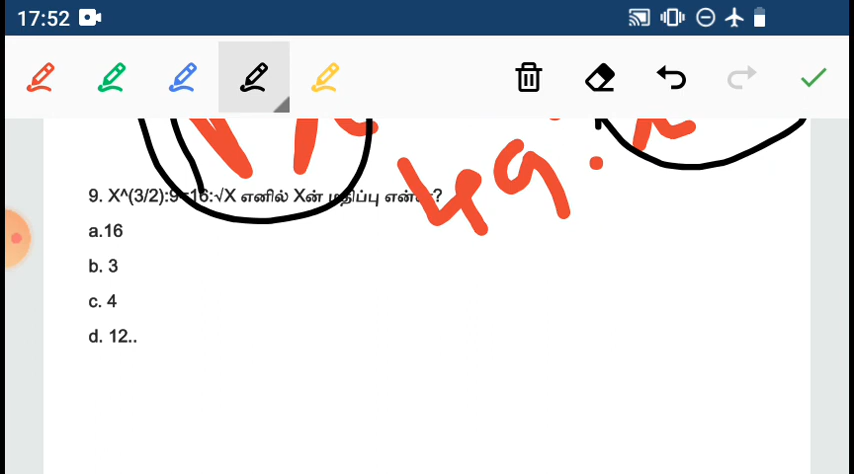 17:52
9. X^(3/2):9=16:√X எனில் Xன் மதிப்பு என்ன?
49:
a.16
b. 3
c. 4
d. 12..